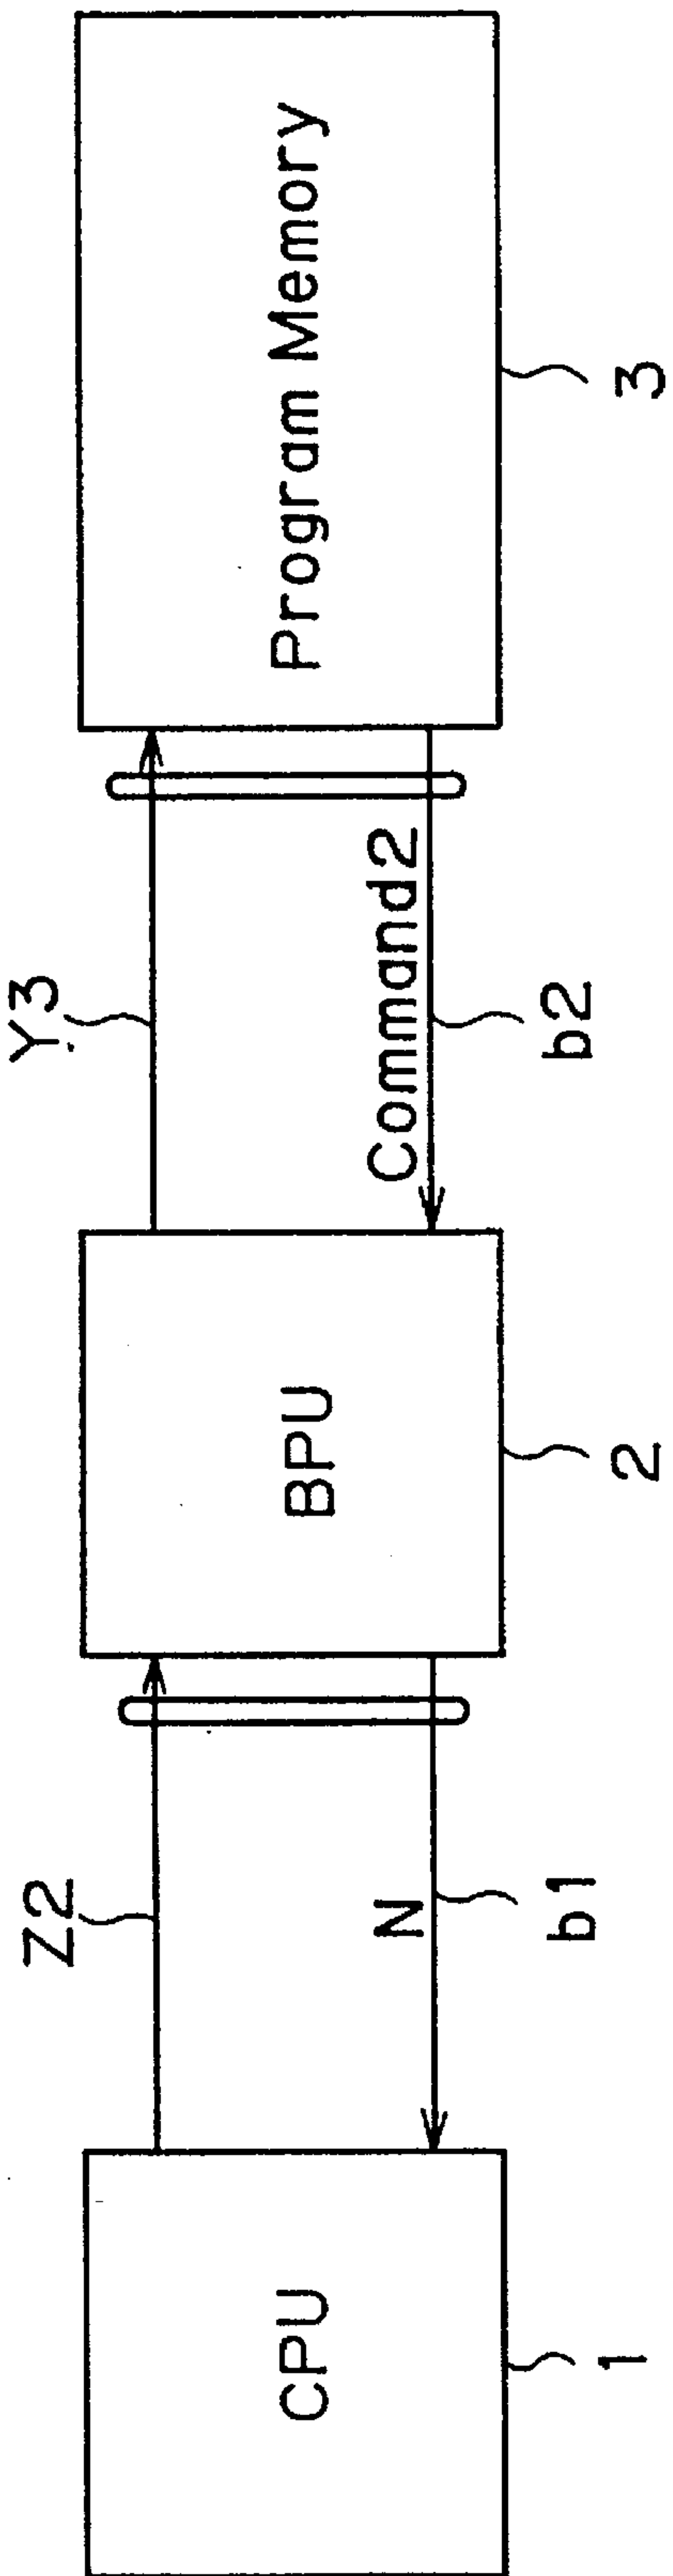 Z2
Y3
CPU
BPU
Program Memory
N
Command2
b1
b2
1
2
3